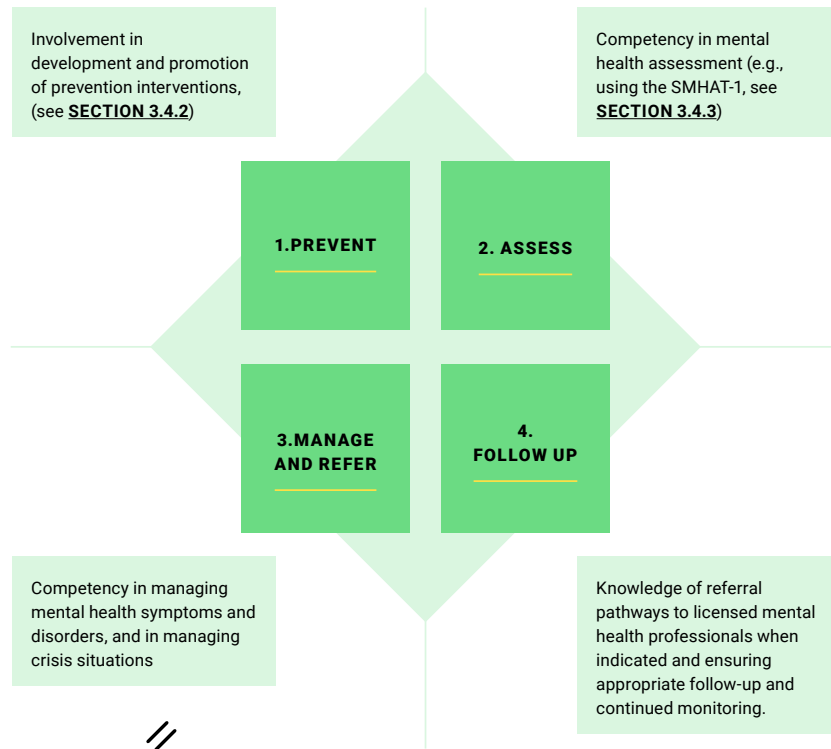 Involvement in
development and promotion
of prevention interventions,
(see SECTION 3.4.2)
Competency in mental
health assessment (e.g.,
using the SMHAT-1, see
SECTION 3.4.3)
1.PREVENT
2. ASSESS
3.MANAGE
AND REFER
4.
FOLLOW UP
Competency in managing
mental health symptoms and
disorders, and in managing
crisis situations
Knowledge of referral
pathways to licensed mental
health professionals when
indicated and ensuring
appropriate follow-up and
continued monitoring.